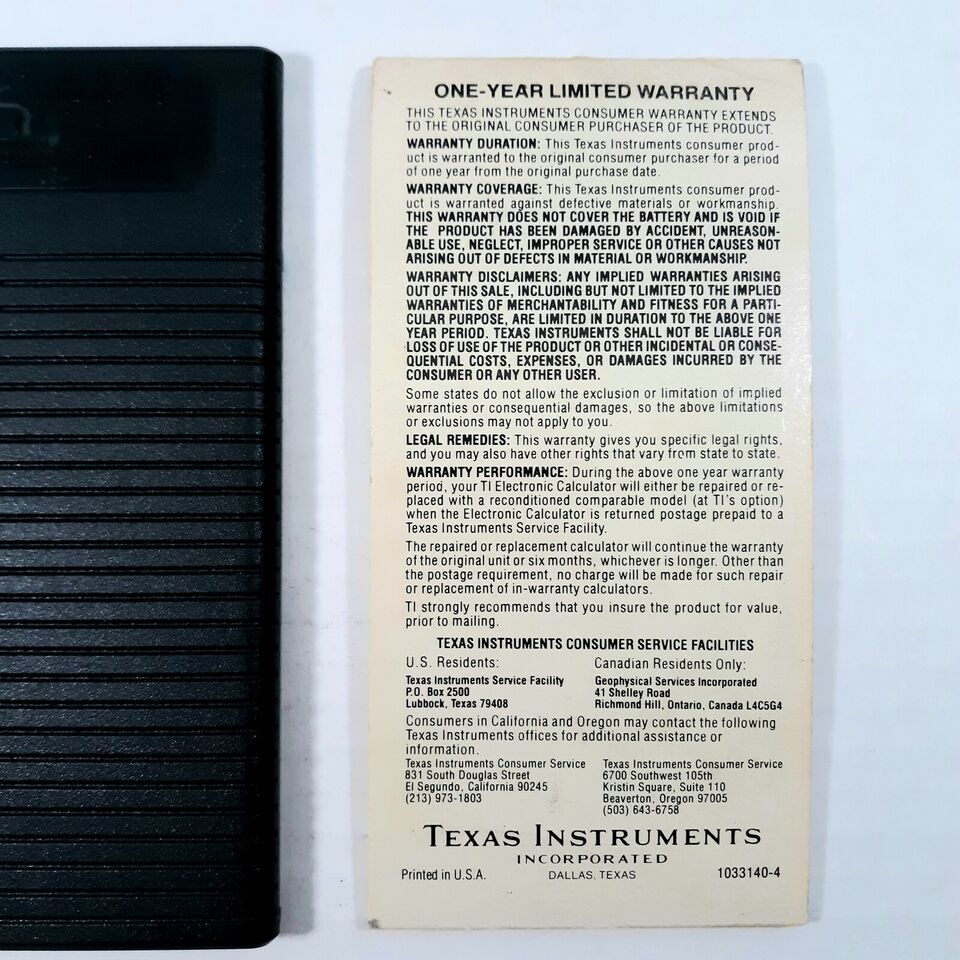 ONE-YEAR LIMITED WARRANTY
THIS TEXAS INSTRUMENTS CONSUMER WARRANTY EXTENDS
TO THE ORIGINAL CONSUMER PURCHASER OF THE PRODUCT.
WARRANTY DURATION: This Texas Instruments consumer prod-
uct is warranted to the original consumer purchaser for a period
of one year from the original purchase date.
WARRANTY COVERAGE: This Texas Instruments consumer prod-
uct is warranted against defective materials or workmanship.
THIS WARRANTY DOES NOT COVER THE BATTERY AND IS VOID IF
THE PRODUCT HAS BEEN DAMAGED BY ACCIDENT, UNREASON-
ABLE USE, NEGLECT, IMPROPER SERVICE OR OTHER CAUSES NOT
ARISING OUT OF DEFECTS IN MATERIAL OR WORKMANSHIP.
WARRANTY DISCLAIMERS: ANY IMPLIED WARRANTIES ARISING
OUT OF THIS SALE, INCLUDING BUT NOT LIMITED TO THE IMPLIED
WARRANTIES OF MERCHANTABILITY AND FITNESS FOR A PARTI-
CULAR PURPOSE, ARE LIMITED IN DURATION TO THE ABOVE ONE
YEAR PERIOD. TEXAS INSTRUMENTS SHALL NOT BE LIABLE FOR
LOSS OF USE OF THE PRODUCT OR OTHER INCIDENTAL OR CONSE-
QUENTIAL COSTS, EXPENSES, OR DAMAGES INCURRED BY THE
CONSUMER OR ANY OTHER USER.
Some states do not allow the exclusion or limitation of implied
warranties or consequential damages, so the above limitations
or exclusions may not apply to you.
LEGAL REMEDIES: This warranty gives you specific legal rights,
and you may also have other rights that vary from state to state.
WARRANTY PERFORMANCE: During the above one year warranty
period, your TI Electronic Calculator will either be repaired or re-
placed with a reconditioned comparable model (at TI's option)
when the Electronic Calculator is returned postage prepaid to a
Texas Instruments Service Facility.
The repaired or replacement calculator will continue the warranty
of the original unit or six months, whichever is longer. Other than
the postage requirement, no charge will be made for such repair
or replacement of in-warranty calculators.
TI strongly recommends that you insure the product for value,
prior to mailing.
TEXAS INSTRUMENTS CONSUMER SERVICE FACILITIES
U.S. Residents:
Texas Instruments Service Facility
P.O. Box 2500
Lubbock, Texas 79408
Canadian Residents Only:
Geophysical Services Incorporated
41 Shelley Road
Richmond Hill, Ontario, Canada L4C5G4
Consumers in California and Oregon may contact the following
Texas Instruments offices for additional assistance or
information.
Texas Instruments Consumer Service
831 South Douglas Street
El Segundo, California 90245
(213) 973-1803
Texas Instruments Consumer Service
6700 Southwest 105th
Kristin Square, Suite 110
Beaverton, Oregon 97005
(503) 643-6758
TEXAS INSTRUMENTS
INCORPORATED
Printed in U.S.A.
DALLAS, TEXAS
1033140-4